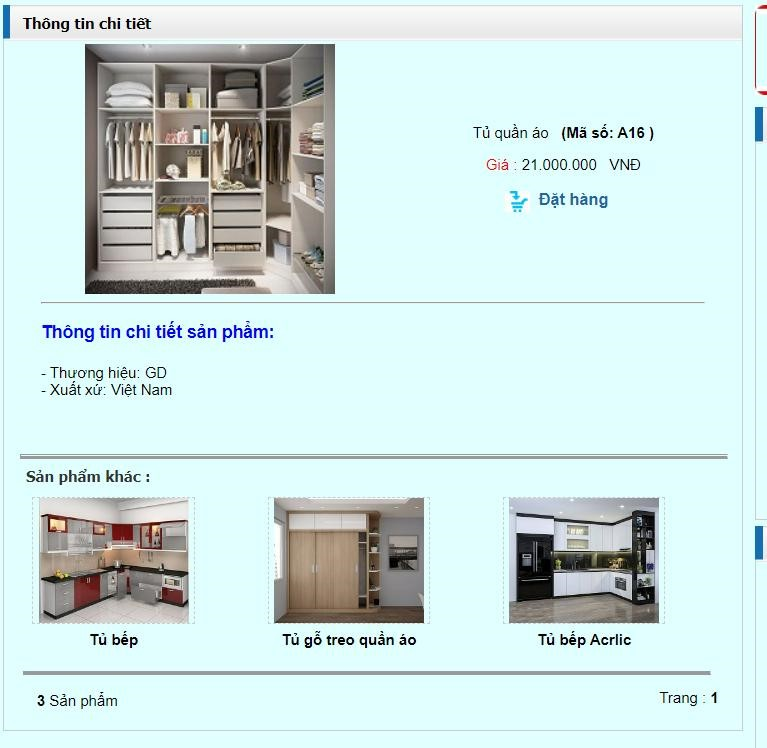 Thông tin chi tiết
Tủ quần áo (Mã số: A16 )
Giá : 21.000.000 VNĐ
Đặt hàng
Thông tin chi tiết sản phẩm:
- Thương hiệu: GD
- Xuất xứ: Việt Nam
Sản phẩm khác :
Tủ bếp
Tủ gỗ treo quần áo
Tủ bếp Acrlic
3 Sản phẩm
Trang : 1